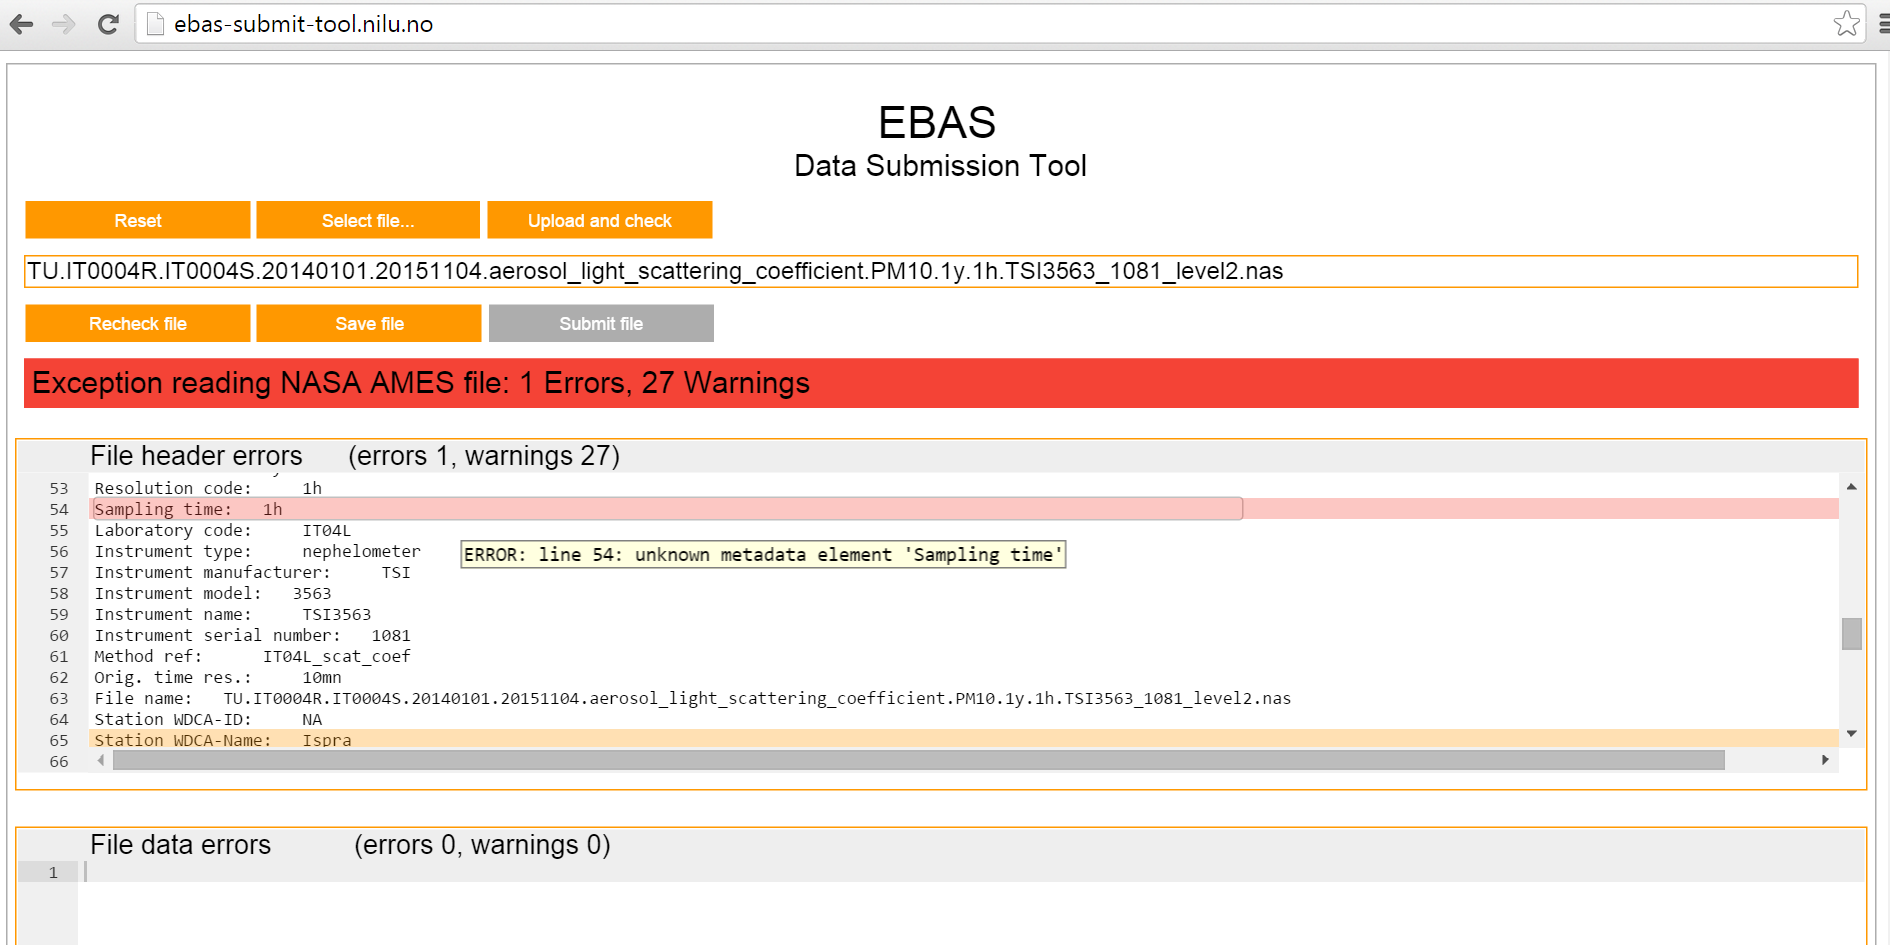 ebas-submit-tool.nilu.no
EBAS
Data Submission Tool
Reset Select file... Upload and check
TU.IT0004R.IT0004S.20140101.20151104.aerosol_light_scattering_coefficient.PM10.1y.1h.TSI3563_1081_level2.nas
Recheck file Save file Submit file
Exception reading NASA AMES file: 1 Errors, 27 Warnings
File header errors (errors 1, warnings 27)
53 Resolution code: 1h
54 Sampling time: 1h
55 Laboratory code: IT04L
56 Instrument type: nephelometer
ERROR: line 54: unknown metadata element 'Sampling time'
57 Instrument manufacturer: TSI
58 Instrument model: 3563
59 Instrument name: TSI3563
60 Instrument serial number: 1081
61 Method ref: IT04L_scat_coef
62 Orig. time res.: 10mn
63 File name: TU.IT0004R.IT0004S.20140101.20151104.aerosol_light_scattering_coefficient.PM10.1y.1h.TSI3563_1081_level2.nas
64 Station WDCA-ID: NA
65 Station WDCA-Name: Ispra
66
File data errors (errors 0, warnings 0)
1